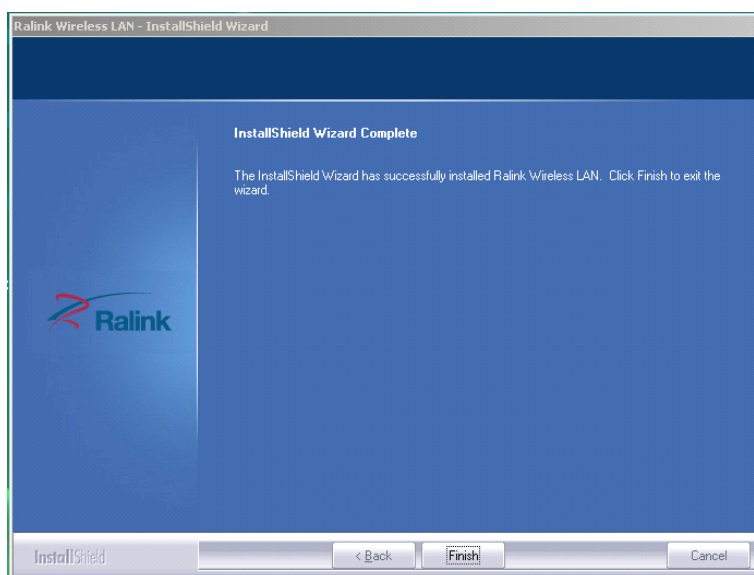 Ralink Wireless LAN - InstallShield Wizard
InstallShield Wizard Complete
The InstallShield Wizard has successfully installed Ralink Wireless LAN. Click Finish to exit the
wizard.
Ralink
InstallShield
< Back
Finish
Cancel